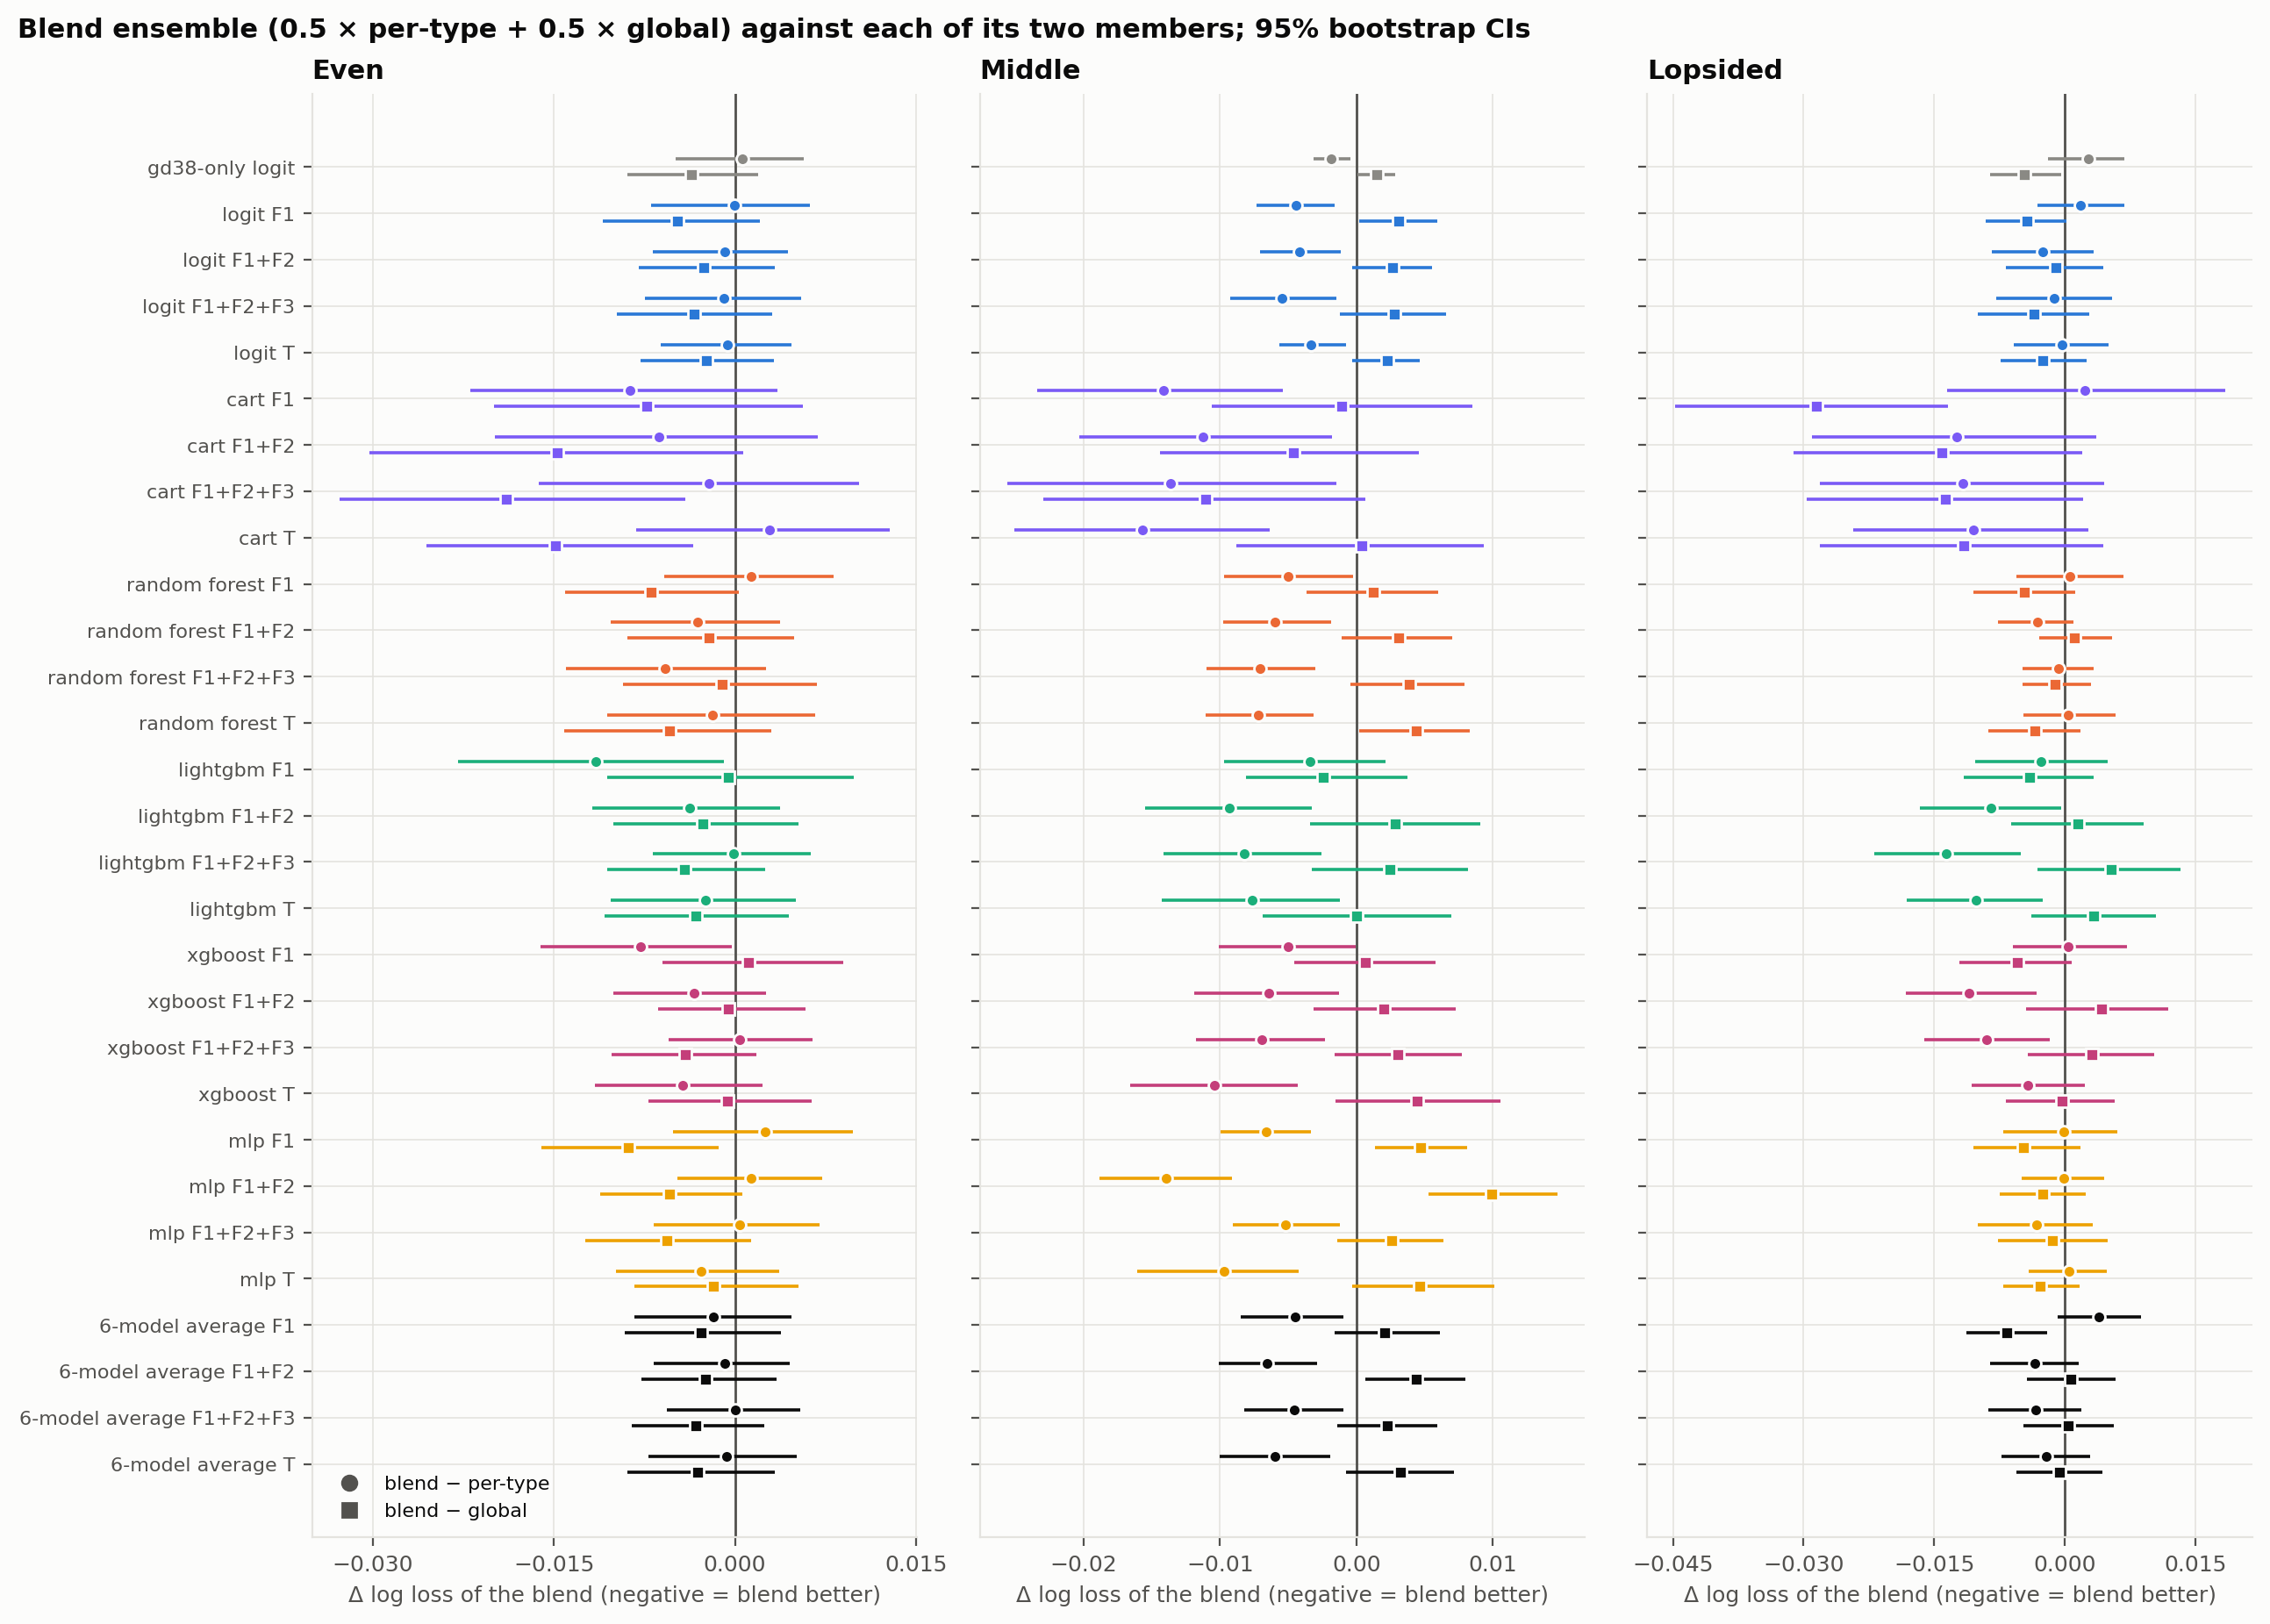 Blend ensemble (0.5 × per-type + 0.5 × global) against each of its two members; 95% bootstrap CIs
Even
Middle
Lopsided
gd38-only logit
logit F1
logit F1+F2
logit F1+F2+F3
logit T
cart F1
cart F1+F2
cart F1+F2+F3
cart T
random forest F1
random forest F1+F2
random forest F1+F2+F3
random forest T
lightgbm F1
lightgbm F1+F2
lightgbm F1+F2+F3
lightgbm T
xgboost F1
xgboost F1+F2
xgboost F1+F2+F3
xgboost T
mlp F1
mlp F1+F2
mlp F1+F2+F3
mlp T
6-model average F1
6-model average F1+F2
6-model average F1+F2+F3
6-model average T
blend − per-type
blend − global
−0.030 −0.015 0.000 0.015
−0.02 −0.01 0.00 0.01
−0.045 −0.030 −0.015 0.000 0.015
Δ log loss of the blend (negative = blend better)
Δ log loss of the blend (negative = blend better)
Δ log loss of the blend (negative = blend better)